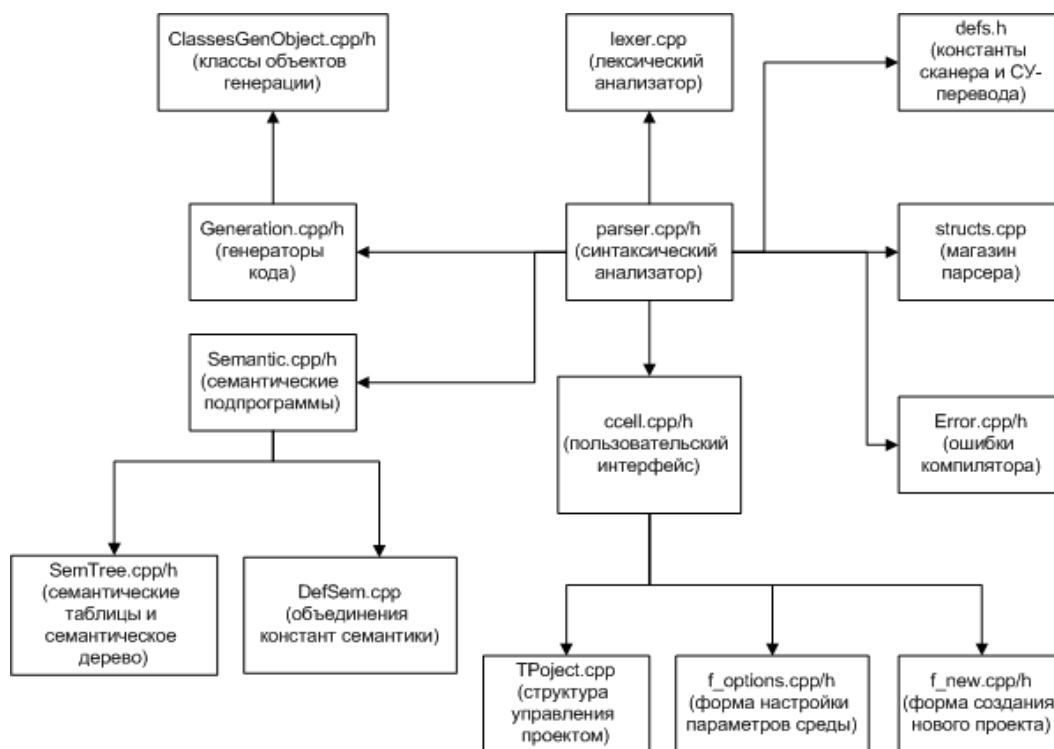 ClassesGenObject.cpp/h
(классы объектов
генерации)
lexer.cpp
(лексический
анализатор)
defs.h
(константы
сканера и СУ-
перевода)
Generation.cpp/h
(генераторы
кода)
parser.cpp/h
(синтаксический
анализатор)
structs.cpp
(магазин
парсера)
Semantic.cpp/h
(семантические
подпрограммы)
ccell.cpp/h
(пользовательский
интерфейс)
Error.cpp/h
(ошибки
компилятора)
SemTree.cpp/h
(семантические
таблицы и
семантическое
дерево)
DefSem.cpp
(объединения
констант семантики)
TPoject.cpp
(структура
управления
проектом)
f_options.cpp/h
(форма настройки
параметров среды)
f_new.cpp/h
(форма создания
нового проекта)